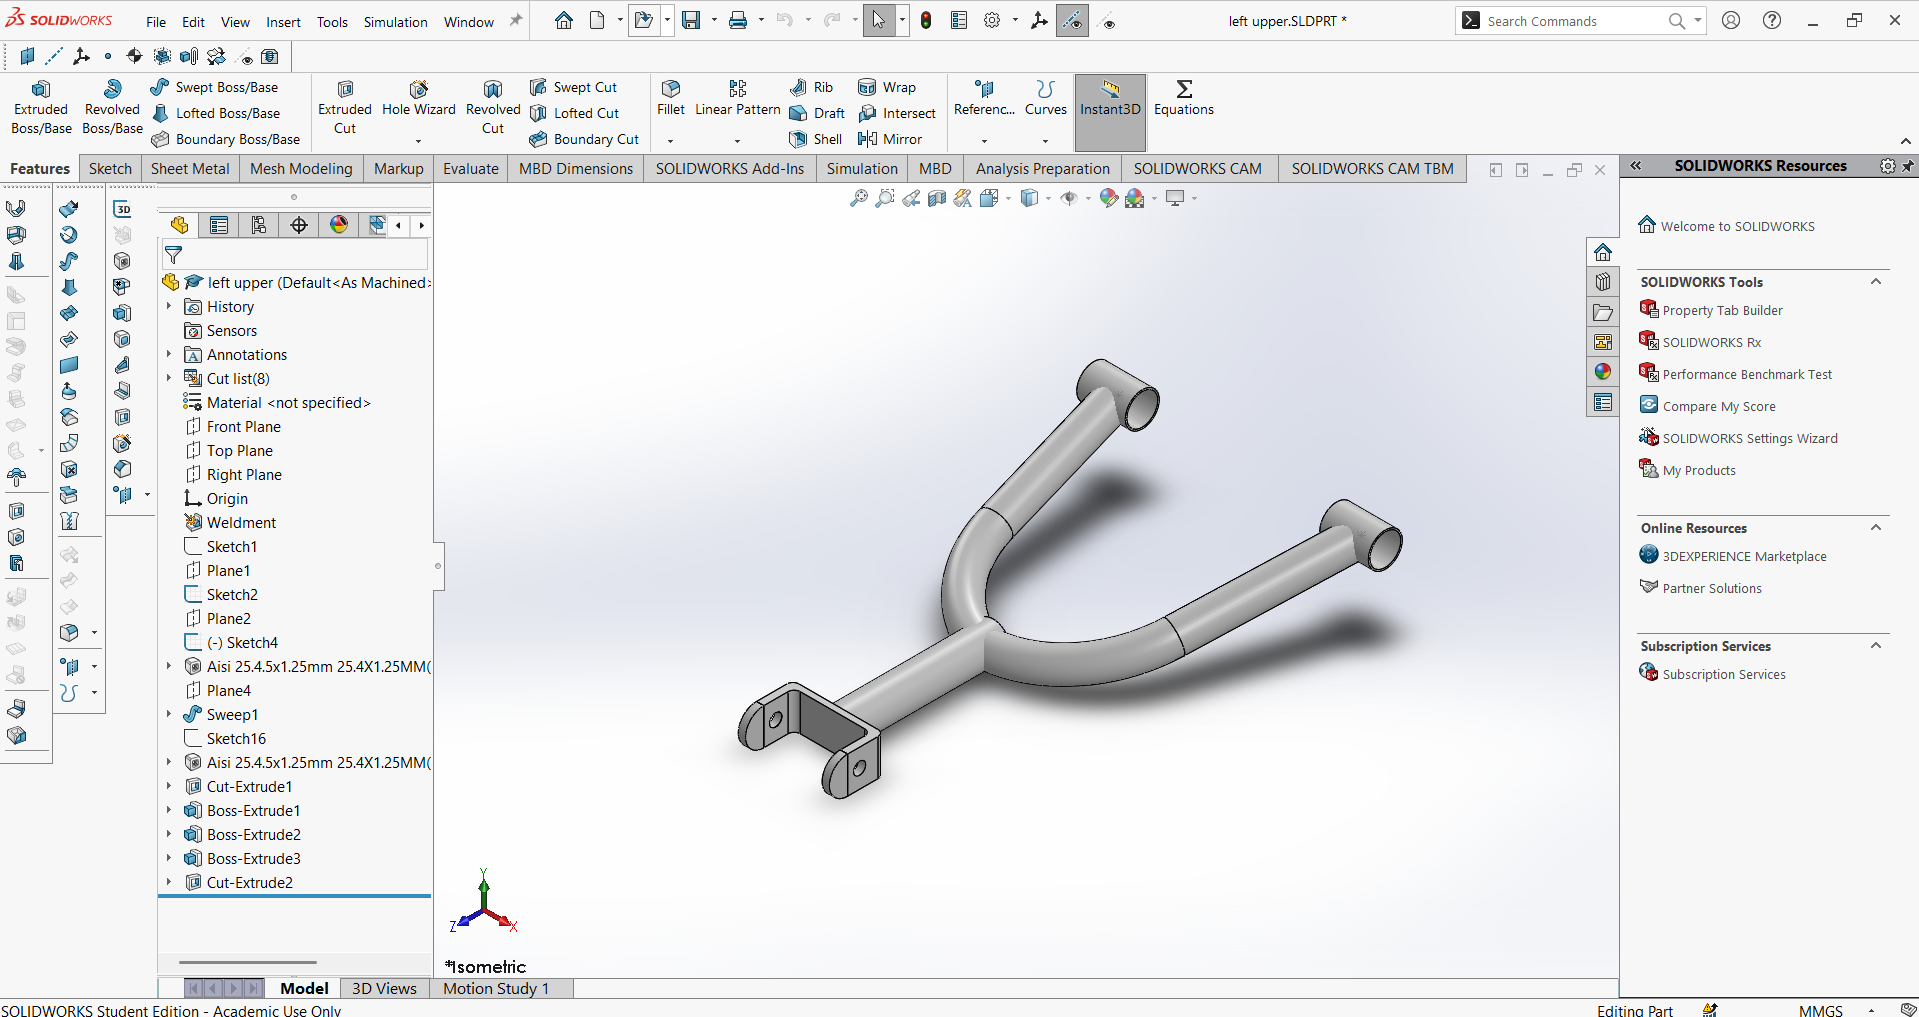 SOLIDWORKS File Edit View Insert Tools Simulation Window left upper.SLDPRT * Search Commands
Extruded Boss/Base
Revolved Boss/Base
Swept Boss/Base
Lofted Boss/Base
Boundary Boss/Base
Extruded Cut
Hole Wizard
Revolved Cut
Swept Cut
Lofted Cut
Boundary Cut
Fillet
Linear Pattern
Rib
Draft
Shell
Wrap
Intersect
Mirror
Referenc...
Curves
Instant3D
Equations
Features Sketch Sheet Metal Mesh Modeling Markup Evaluate MBD Dimensions SOLIDWORKS Add-Ins Simulation MBD Analysis Preparation SOLIDWORKS CAM SOLIDWORKS CAM TBM
3D
left upper (Default<As Machined>
History
Sensors
Annotations
Cut list(8)
Material <not specified>
Front Plane
Top Plane
Right Plane
Origin
Weldment
Sketch1
Plane1
Sketch2
Plane2
(-) Sketch4
Aisi 25.4.5x1.25mm 25.4X1.25MM(
Plane4
Sweep1
Sketch16
Aisi 25.4.5x1.25mm 25.4X1.25MM(
Cut-Extrude1
Boss-Extrude1
Boss-Extrude2
Boss-Extrude3
Cut-Extrude2
Y
Z
X
*Isometric
SOLIDWORKS Resources
Welcome to SOLIDWORKS
SOLIDWORKS Tools
Property Tab Builder
SOLIDWORKS Rx
Performance Benchmark Test
Compare My Score
SOLIDWORKS Settings Wizard
My Products
Online Resources
3DEXPERIENCE Marketplace
Partner Solutions
Subscription Services
Subscription Services
Model 3D Views Motion Study 1
SOLIDWORKS Student Edition - Academic Use Only Editing Part MMGS